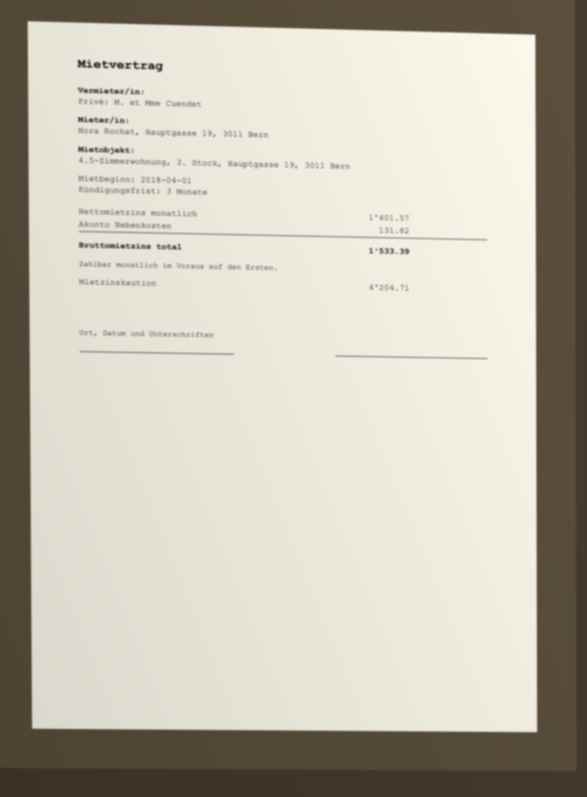 Mietvertrag
Vermieter/in:
Privé: M. et Mme Cuendet
Mieter/in:
Nora Rochat, Hauptgasse 19, 3011 Bern
Mietobjekt:
4.5-Zimmerwohnung, 2. Stock, Hauptgasse 19, 3011 Bern
Mietbeginn: 2018-04-01
Kündigungsfrist: 3 Monate
Nettomietzins monatlich 1'401.57
Akonto Nebenkosten 131.82
Bruttomietzins total 1'533.39
Zahlbar monatlich im Voraus auf den Ersten.
Mietzinskaution 4'204.71
Ort, Datum und Unterschriften